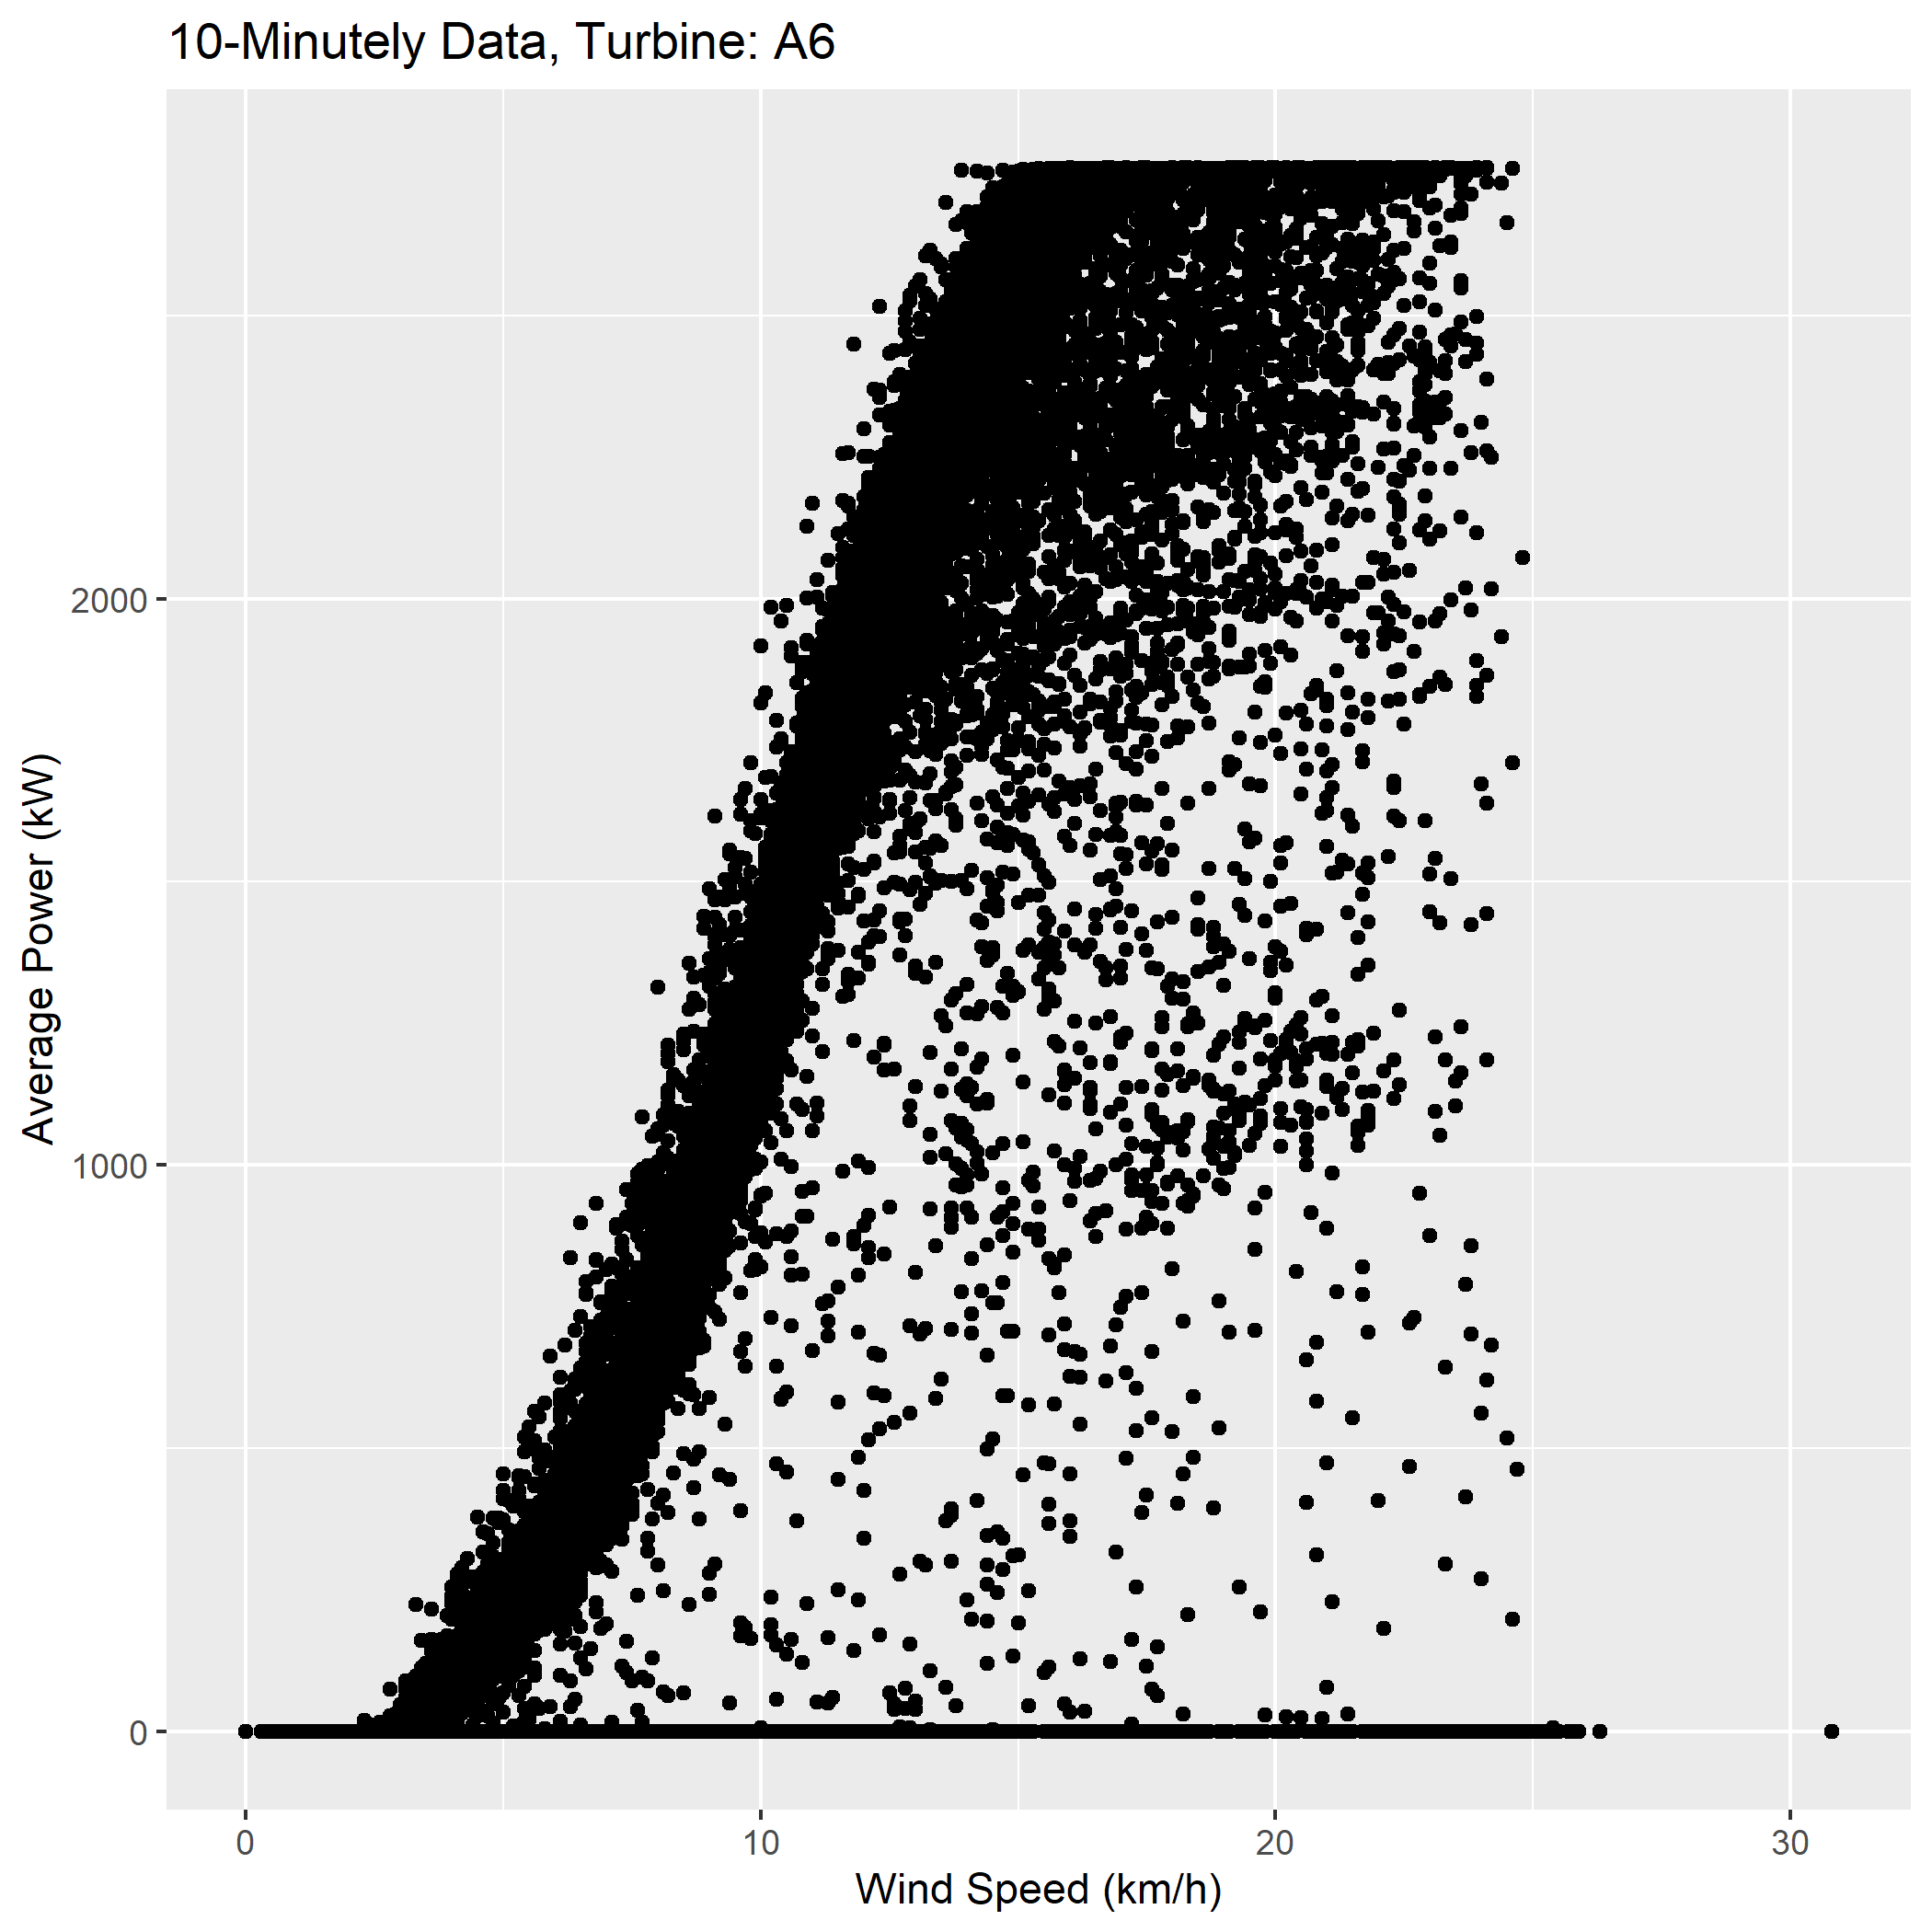 10-Minutely Data, Turbine: A6
Average Power (kW)
2000
1000
0
0 10 20 30
Wind Speed (km/h)